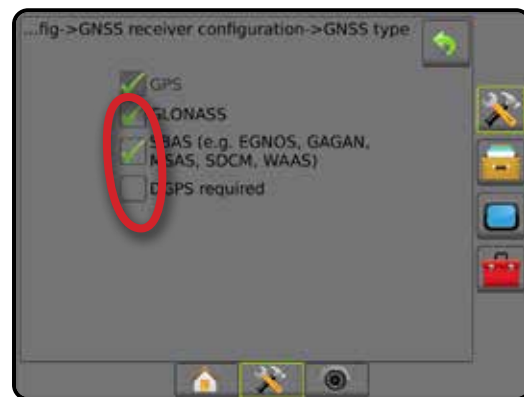 ...fig->GNSS receiver configuration->GNSS type
GPS
GLONASS
SBAS (e.g. EGNOS, GAGAN,
MSAS, SDCM, WAAS)
DGPS required